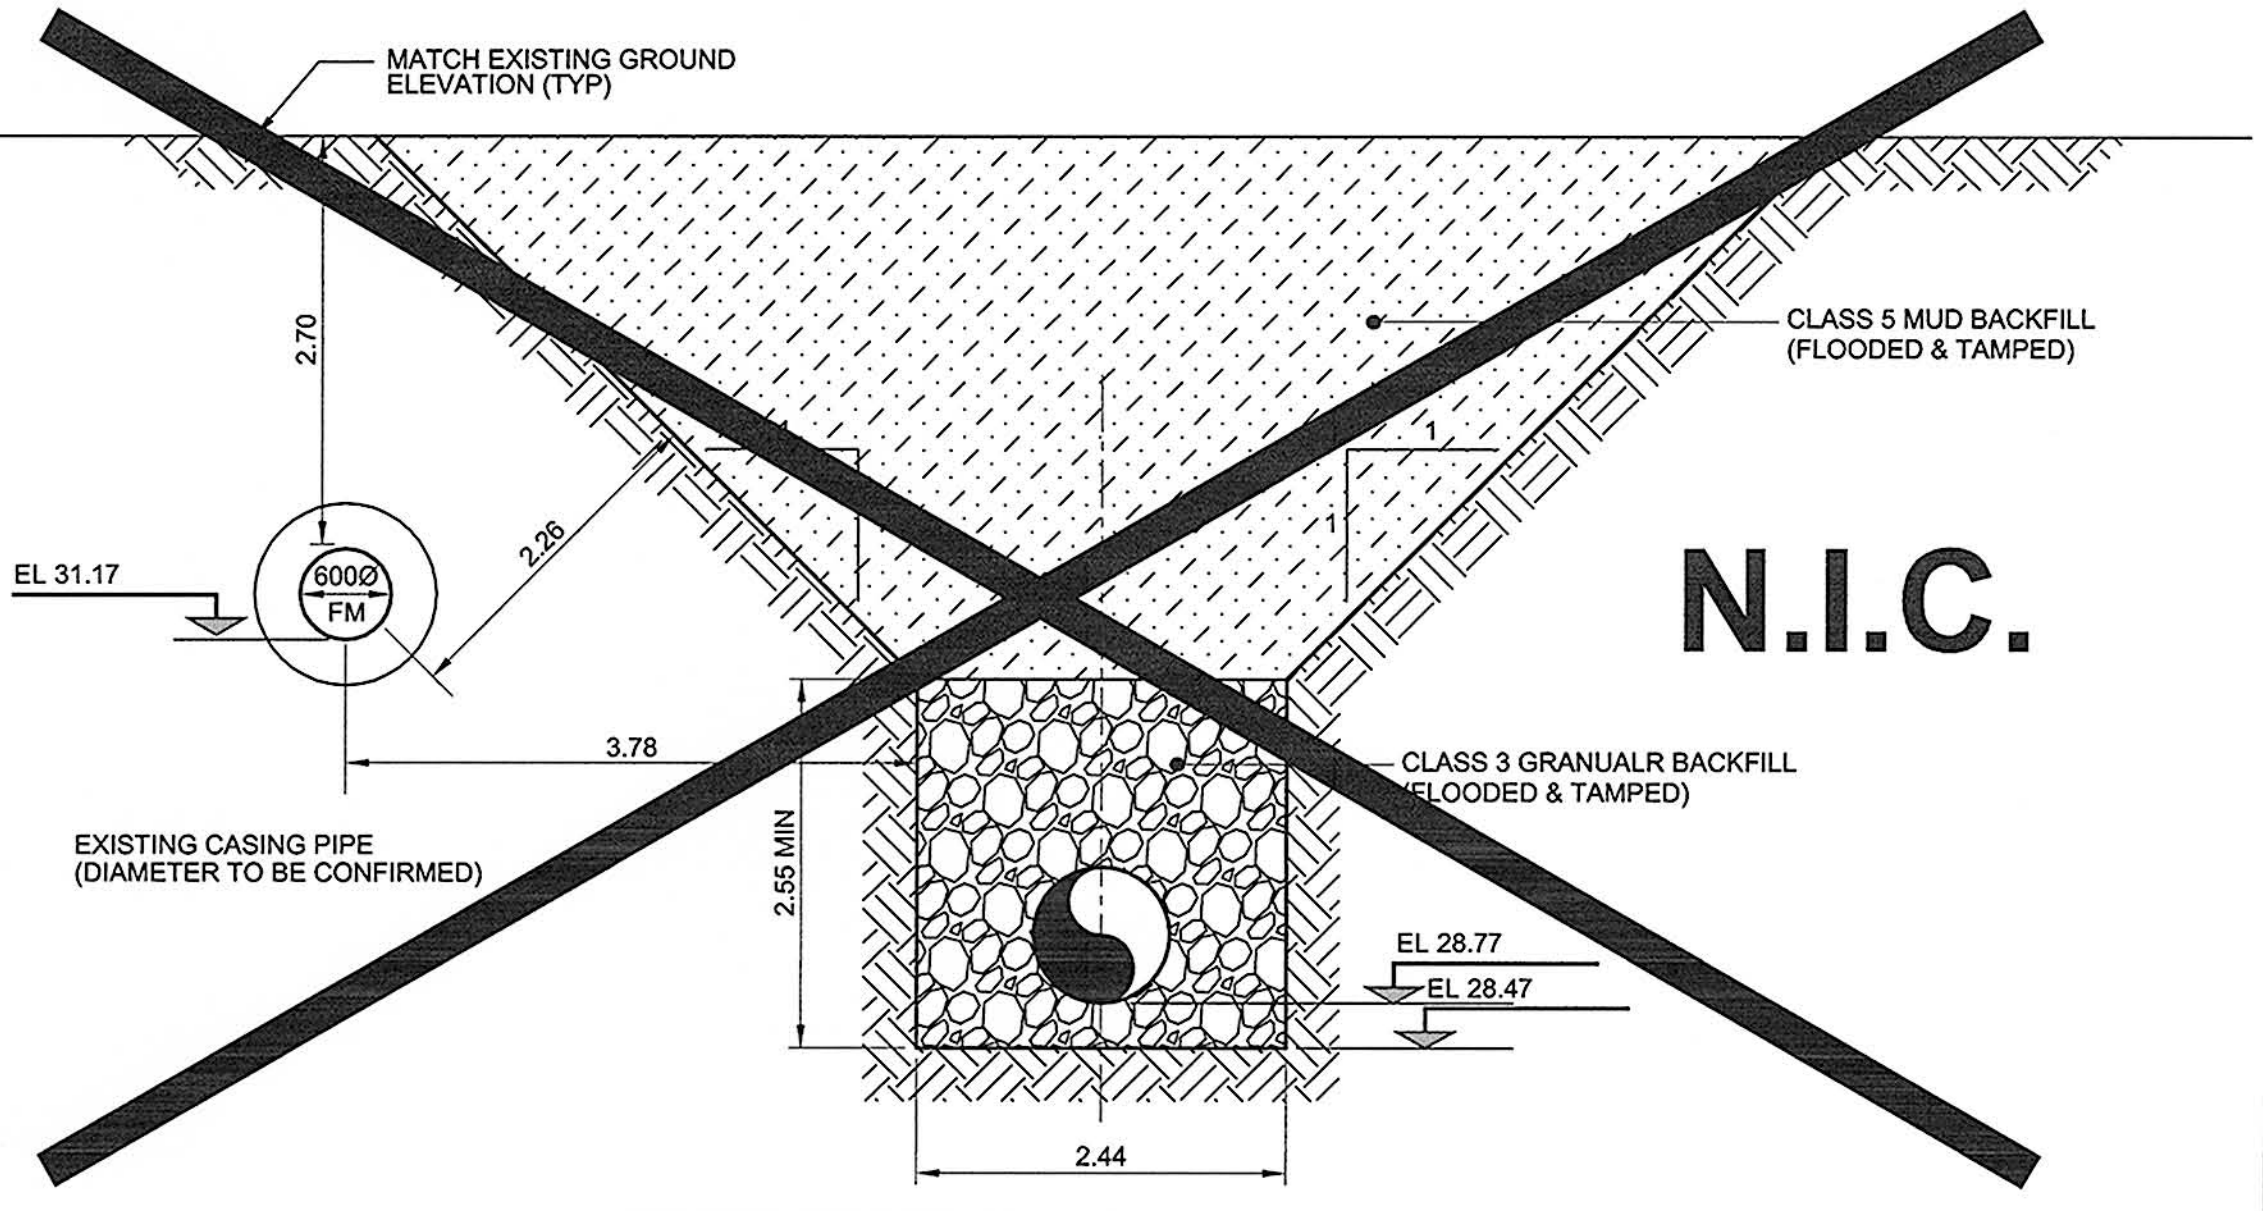 MATCH EXISTING GROUND
ELEVATION (TYP)
2.70
CLASS 5 MUD BACKFILL
(FLOODED & TAMPED)
1
1
2.26
EL 31.17
600Ø
FM
N.I.C.
3.78
CLASS 3 GRANUALR BACKFILL
(FLOODED & TAMPED)
EXISTING CASING PIPE
(DIAMETER TO BE CONFIRMED)
2.55 MIN
EL 28.77
EL 28.47
2.44